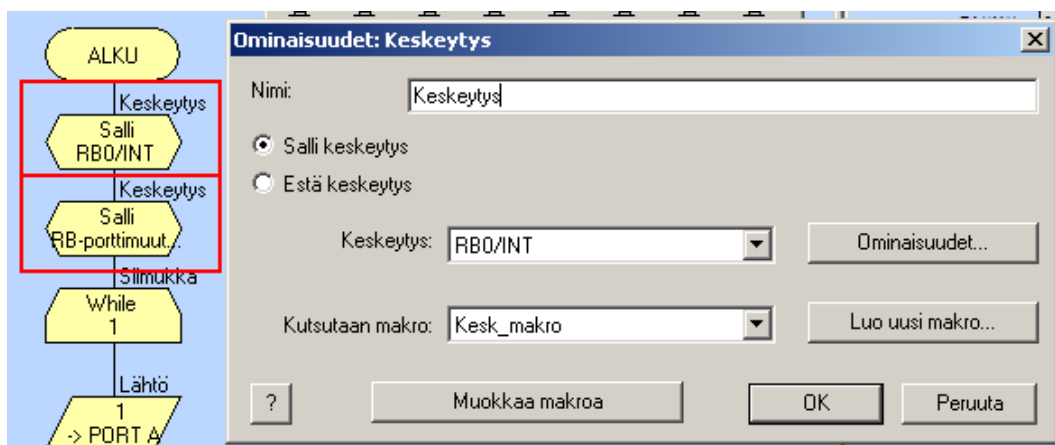 ALKU
Keskeytys
Salli
RB0/INT
Keskeytys
Salli
RB-porttimuut...
Silmukka
While
1
Lähtö
1
-> PORT A
Ominaisuudet: Keskeytys
Nimi:
Keskeytys
Salli keskeytys
Estä keskeytys
Keskeytys:
RB0/INT
Ominaisuudet...
Kutsutaan makro:
Kesk_makro
Luo uusi makro...
?
Muokkaa makroa
OK
Peruuta